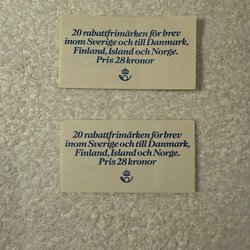 20 rabattfrimärken för brev
inom Sverige och till Danmark,
Finland, Island och Norge.
Pris 28 kronor
20 rabattfrimärken för brev
inom Sverige och till Danmark,
Finland, Island och Norge.
Pris 28 kronor